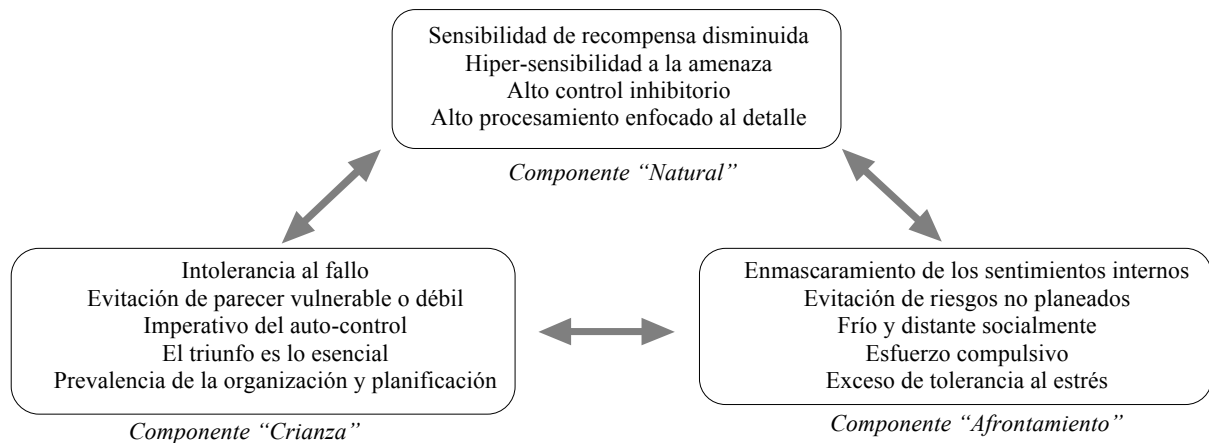 Sensibilidad de recompensa disminuida
Hiper-sensibilidad a la amenaza
Alto control inhibitorio
Alto procesamiento enfocado al detalle
Componente “Natural”
Intolerancia al fallo
Evitación de parecer vulnerable o débil
Imperativo del auto-control
El triunfo es lo esencial
Prevalencia de la organización y planificación
Componente “Crianza”
Enmascaramiento de los sentimientos internos
Evitación de riesgos no planeados
Frío y distante socialmente
Esfuerzo compulsivo
Exceso de tolerancia al estrés
Componente “Afrontamiento”